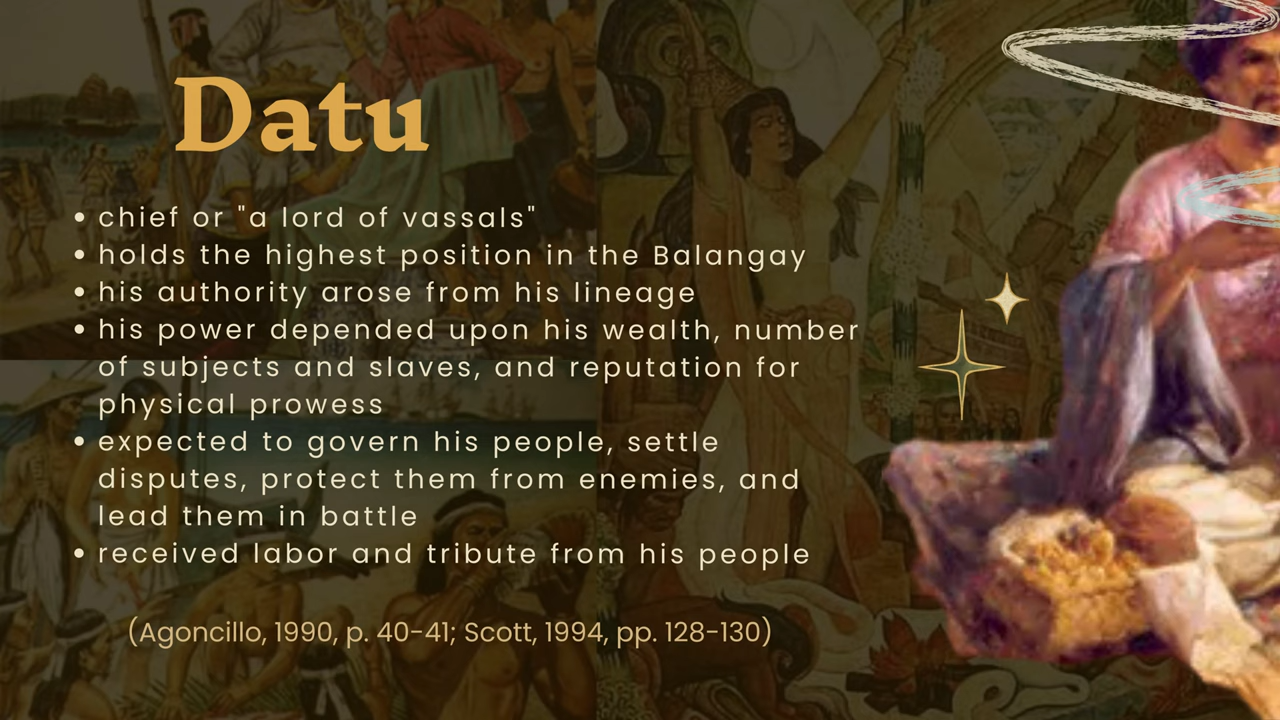 Datu
• chief or "a lord of vassals"
• holds the highest position in the Balangay
• his authority arose from his lineage
• his power depended upon his wealth, number
of subjects and slaves, and reputation for
physical prowess
• expected to govern his people, settle
disputes, protect them from enemies, and
lead them in battle
• received labor and tribute from his people
(Agoncillo, 1990, p. 40-41; Scott, 1994, pp. 128-130)